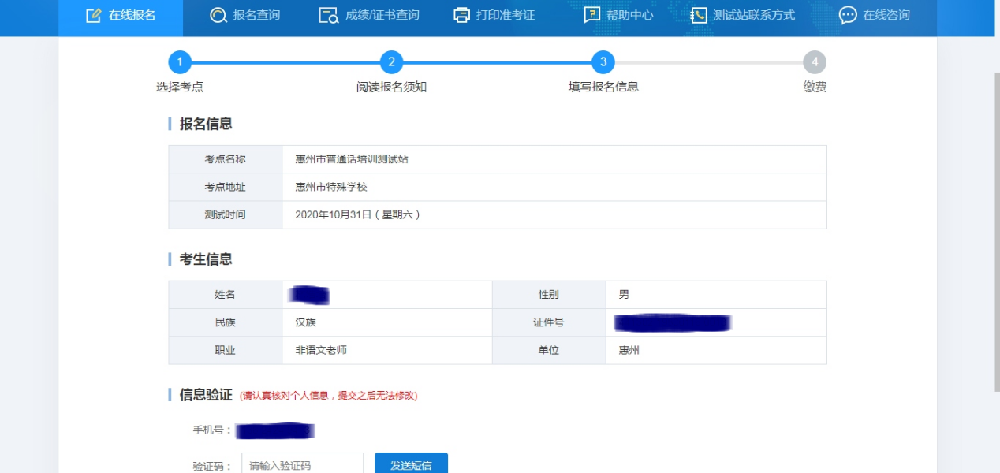 在线报名 报名查询 成绩/证书查询 打印准考证 帮助中心 测试站联系方式 在线咨询
1 2 3 4
选择考点 阅读报名须知 填写报名信息 缴费
报名信息
考点名称 惠州市普通话培训测试站
考点地址 惠州市特殊学校
测试时间 2020年10月31日（星期六）
考生信息
姓名 性别 男
民族 汉族 证件号
职业 非语文老师 单位 惠州
信息验证 (请认真核对个人信息，提交之后无法修改)
手机号：
验证码： 请输入验证码 发送短信